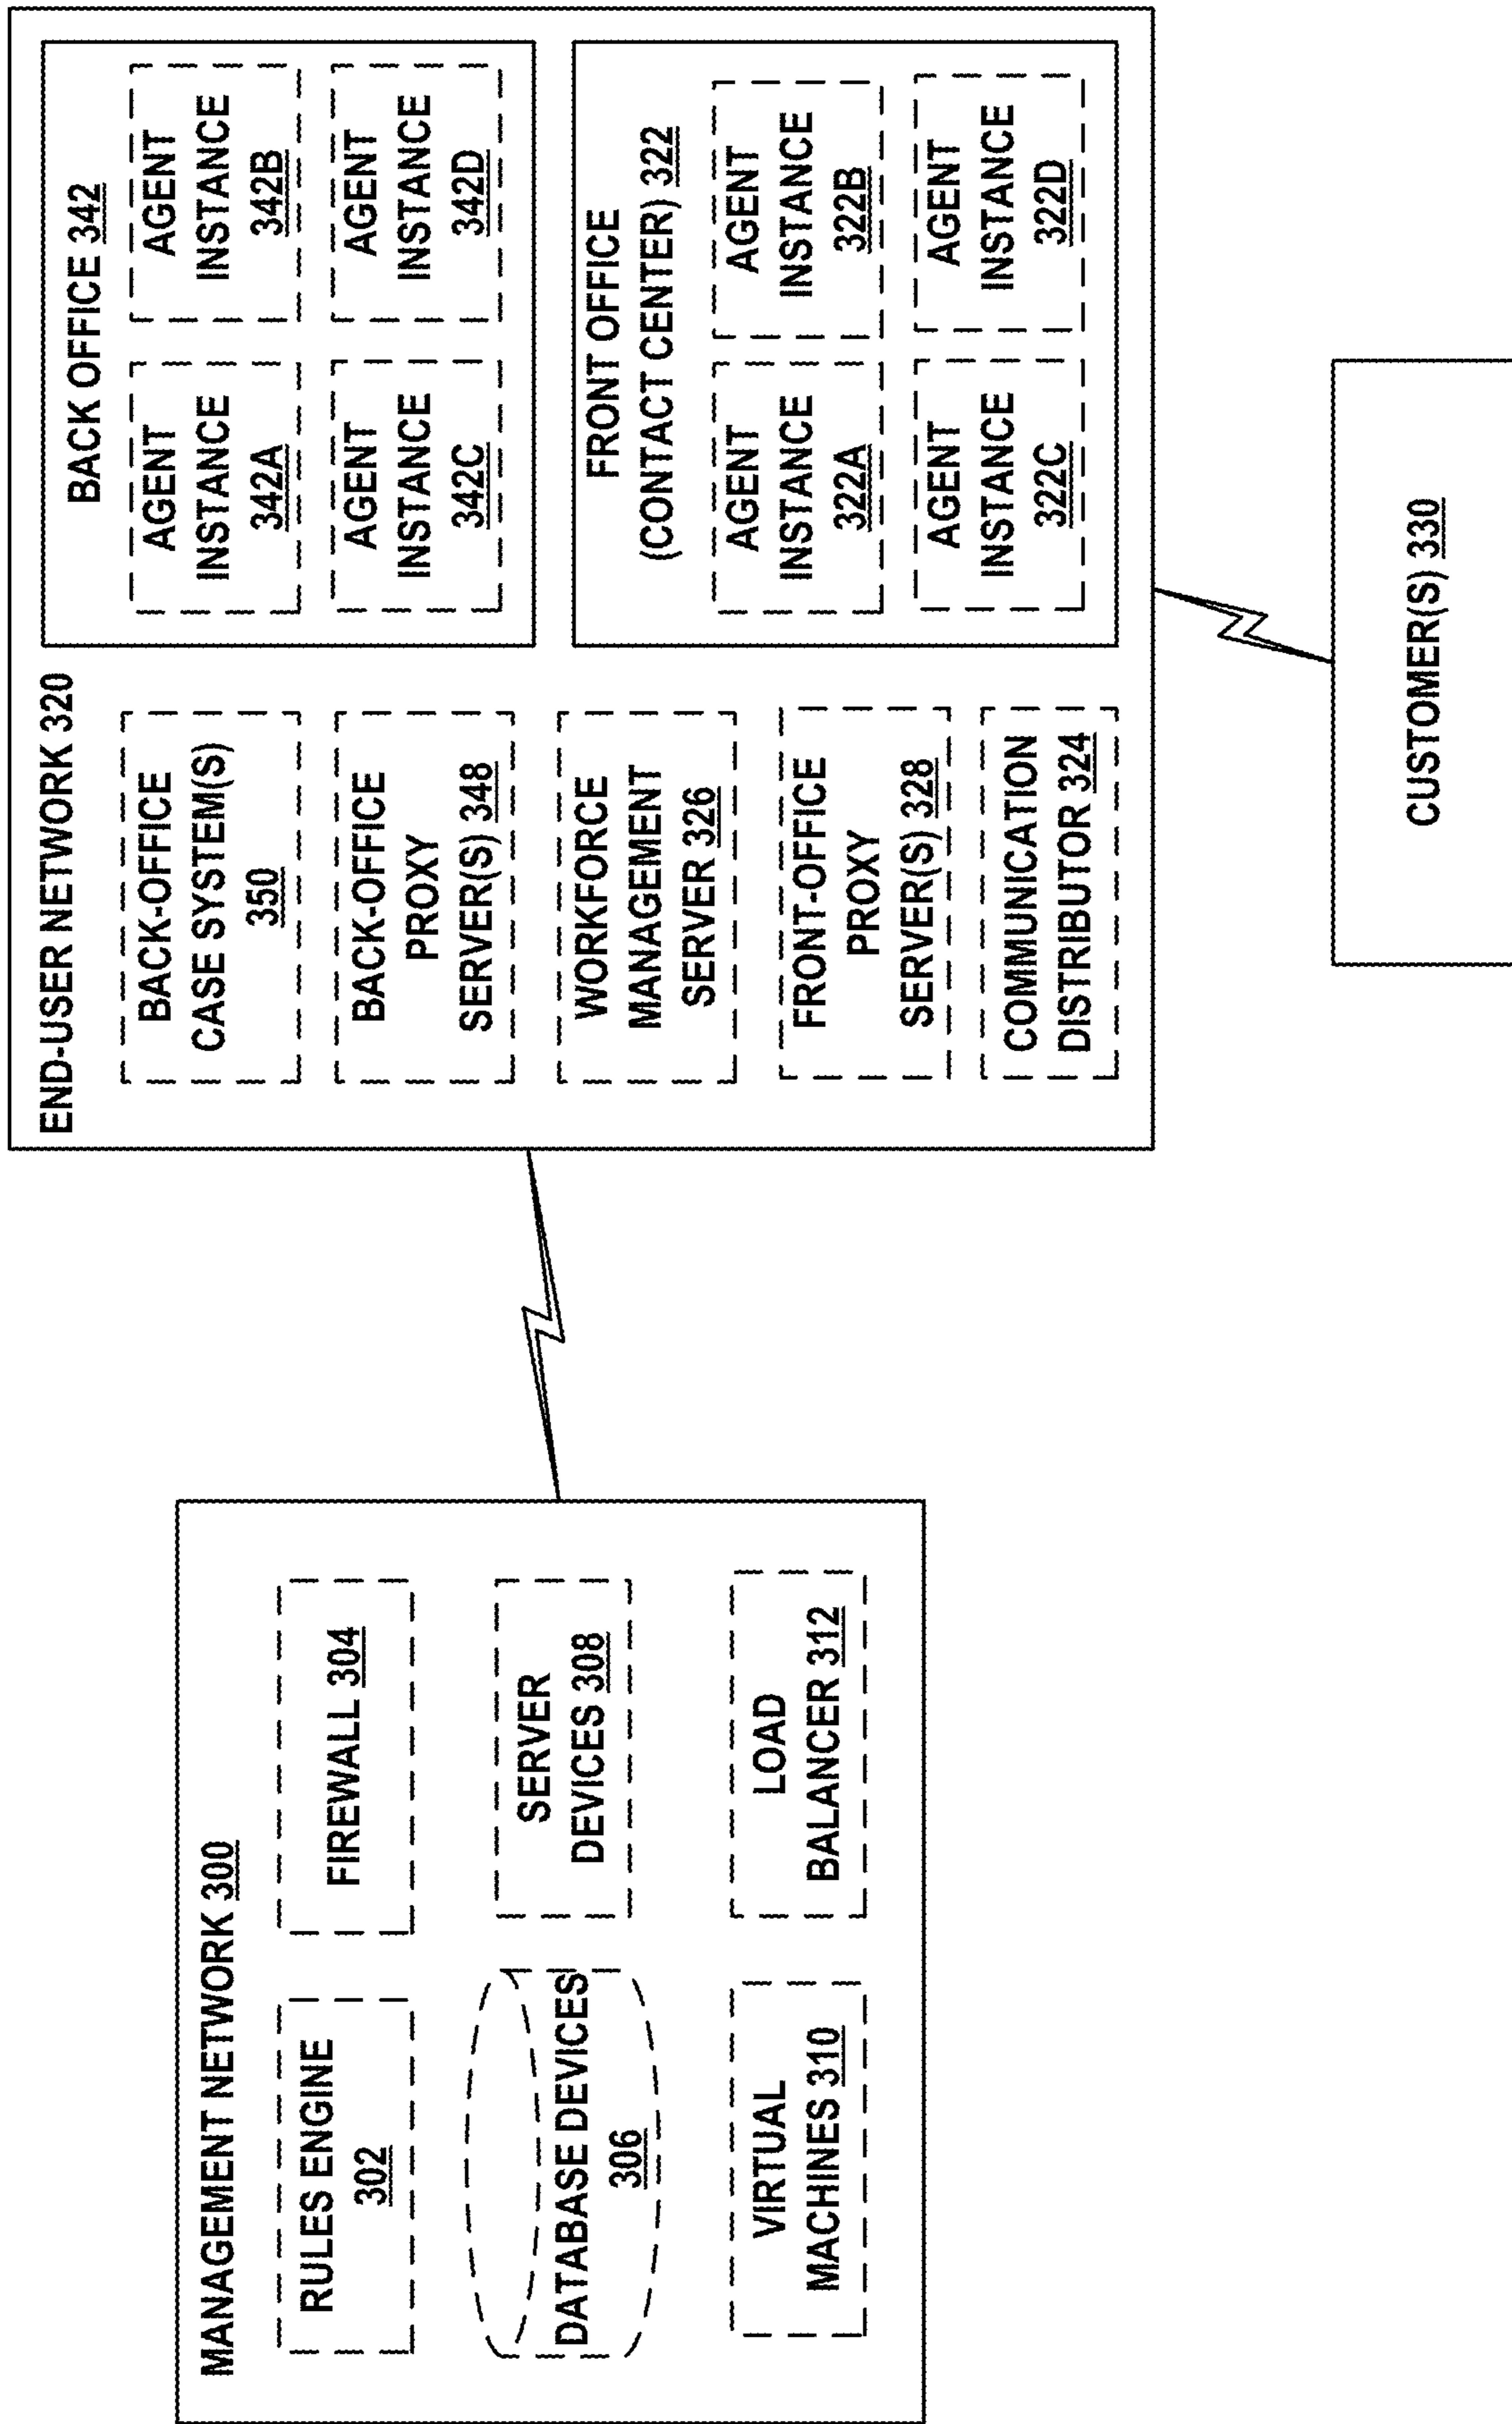 MANAGEMENT NETWORK 300
RULES ENGINE
302
FIREWALL 304
DATABASE DEVICES
306
SERVER
DEVICES 308
VIRTUAL
MACHINES 310
LOAD
BALANCER 312
END-USER NETWORK 320
BACK-OFFICE
CASE SYSTEM(S)
350
BACK-OFFICE
PROXY
SERVER(S) 348
WORKFORCE
MANAGEMENT
SERVER 326
FRONT-OFFICE
PROXY
SERVER(S) 328
COMMUNICATION
DISTRIBUTOR 324
BACK OFFICE 342
AGENT
INSTANCE
342A
AGENT
INSTANCE
342B
AGENT
INSTANCE
342C
AGENT
INSTANCE
342D
FRONT OFFICE
(CONTACT CENTER) 322
AGENT
INSTANCE
322A
AGENT
INSTANCE
322B
AGENT
INSTANCE
322C
AGENT
INSTANCE
322D
CUSTOMER(S) 330